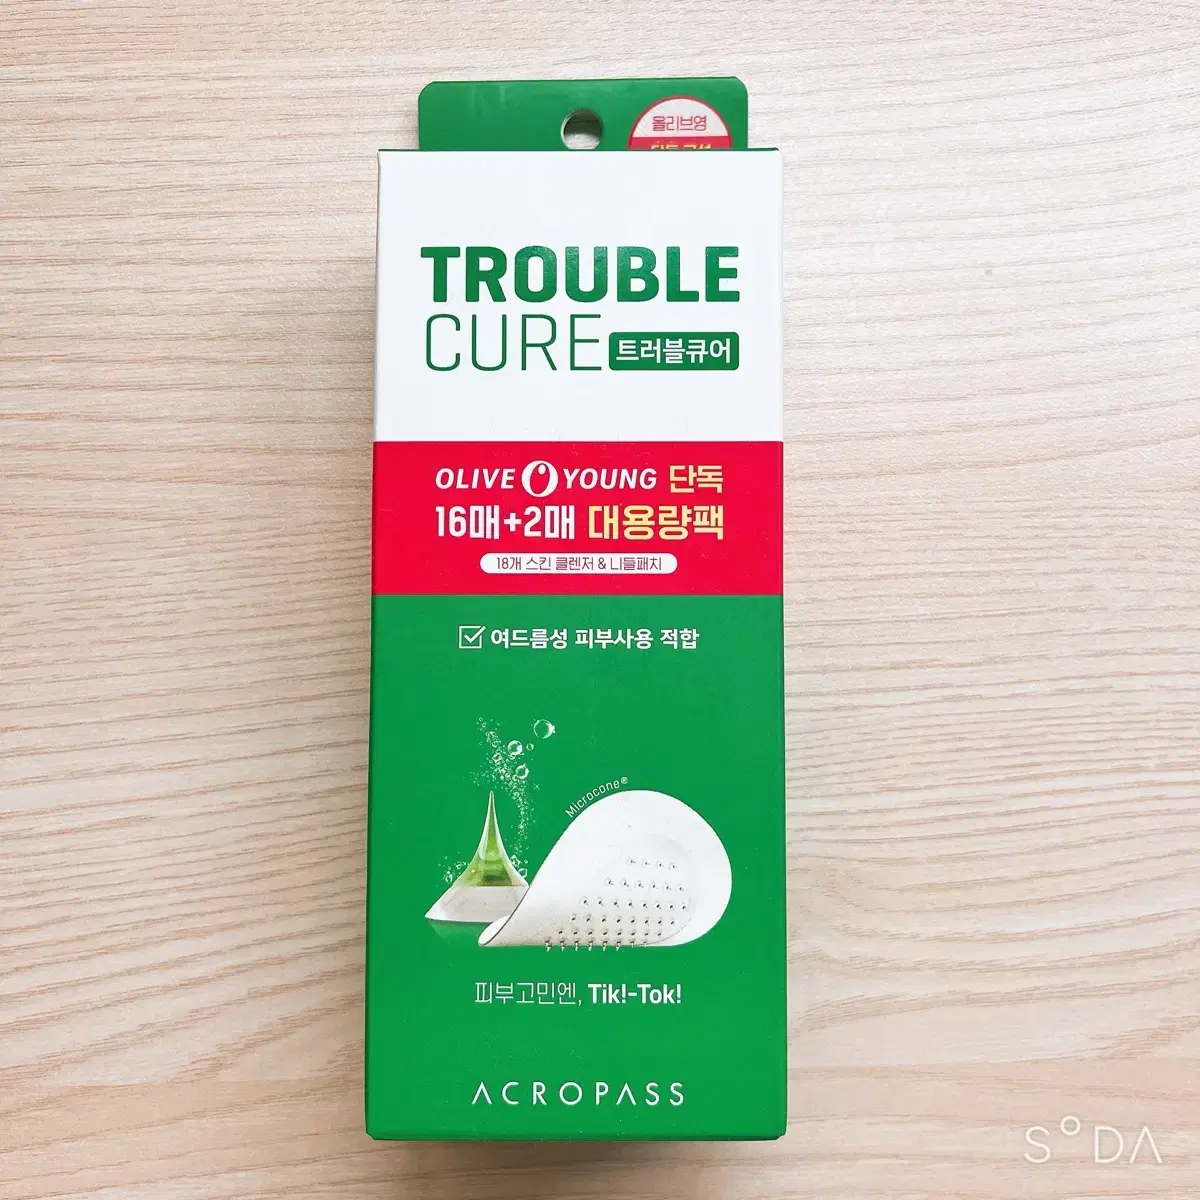 올리브영
TROUBLE
CURE 트러블큐어
OLIVE YOUNG 단독
16매+2매 대용량팩
18개 스킨 클렌저 & 니들패치
여드름성 피부사용 적합
Microcone®
피부고민엔, Tik!-Tok!
ACROPASS
SODA